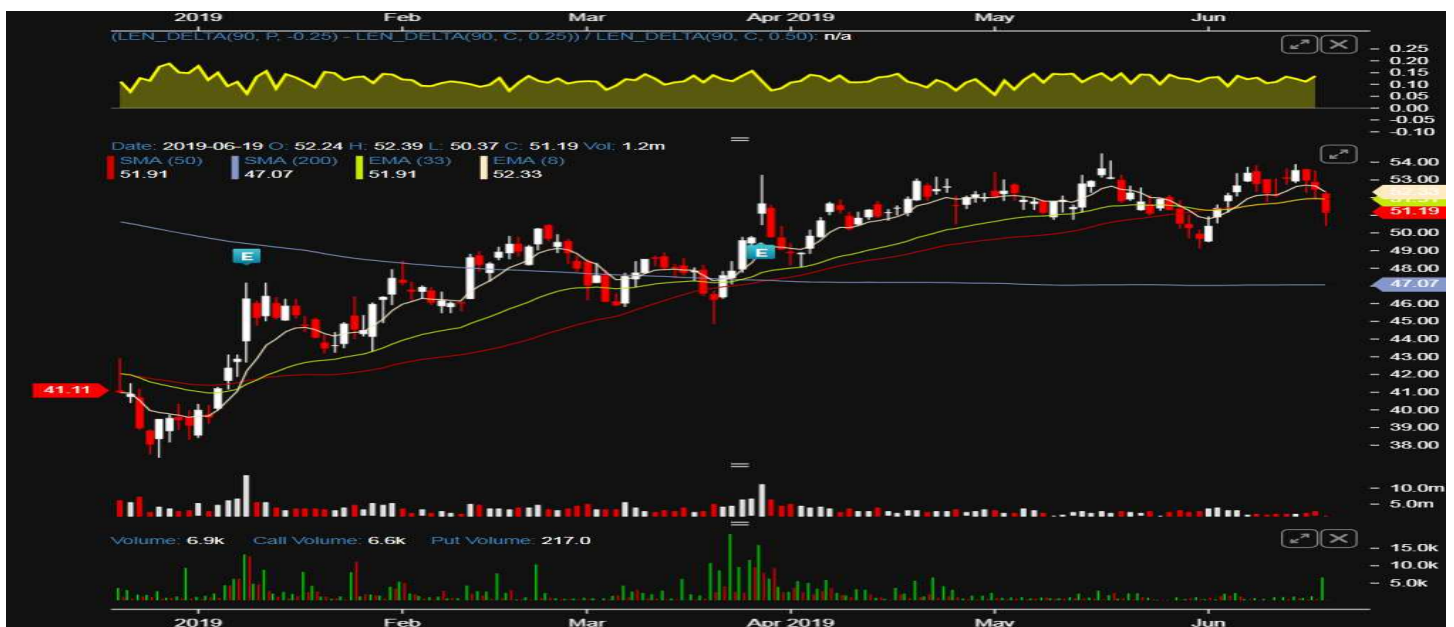 2019 Feb Mar Apr 2019 May Jun
(LEN_DELTA(90, P, -0.25) - LEN_DELTA(90, C, 0.25)) / LEN_DELTA(90, C, 0.50): n/a
0.25
0.20
0.15
0.10
0.05
0.00
-0.05
-0.10
Date: 2019-06-19 O: 52.24 H: 52.39 L: 50.37 C: 51.19 Vol: 1.2m
SMA (50) SMA (200) EMA (33) EMA (8)
51.91 47.07 51.91 52.33
54.00
53.00
52.33
51.91
51.19
50.00
49.00
48.00
47.07
46.00
45.00
44.00
43.00
42.00
41.00
40.00
39.00
38.00
E
E
41.11
10.0m
5.0m
Volume: 6.9k Call Volume: 6.6k Put Volume: 217.0
15.0k
10.0k
5.0k
2019 Feb Mar Apr 2019 May Jun